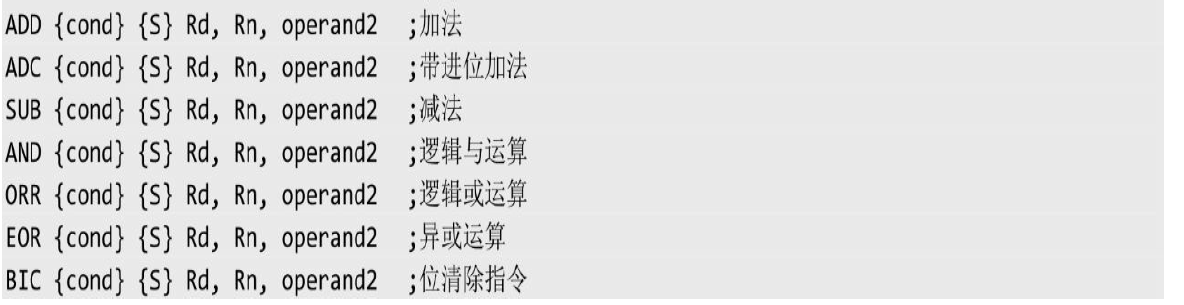 ADD {cond} {S} Rd, Rn, operand2 ;加法
ADC {cond} {S} Rd, Rn, operand2 ;带进位加法
SUB {cond} {S} Rd, Rn, operand2 ;减法
AND {cond} {S} Rd, Rn, operand2 ;逻辑与运算
ORR {cond} {S} Rd, Rn, operand2 ;逻辑或运算
EOR {cond} {S} Rd, Rn, operand2 ;异或运算
BIC {cond} {S} Rd, Rn, operand2 ;位清除指令